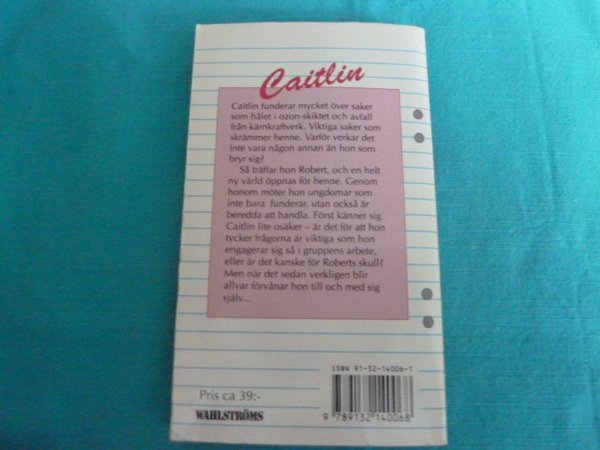 Caitlin
Caitlin funderar mycket över saker
som hålet i ozon-skiktet och avfall
från kärnkraftverk. Viktiga saker som
skrämmer henne. Varför verkar det
inte vara någon annan än hon som
bryr sig?
Så träffar hon Robert, och en helt
ny värld öppnas för henne. Genom
honom möter hon ungdomar som
inte bara funderar, utan också är
beredda att handla. Först känner sig
Caitlin lite osäker – är det för att hon
tycker frågorna är viktiga som hon
engagerar sig så i gruppens arbete,
eller är det kanske för Roberts skull?
Men när det sedan verkligen blir
allvar förvånar hon till och med sig
själv...
ISBN 91-32-14006-1
9 789132 140068
Pris ca 39:-
WAHLSTRÖMS